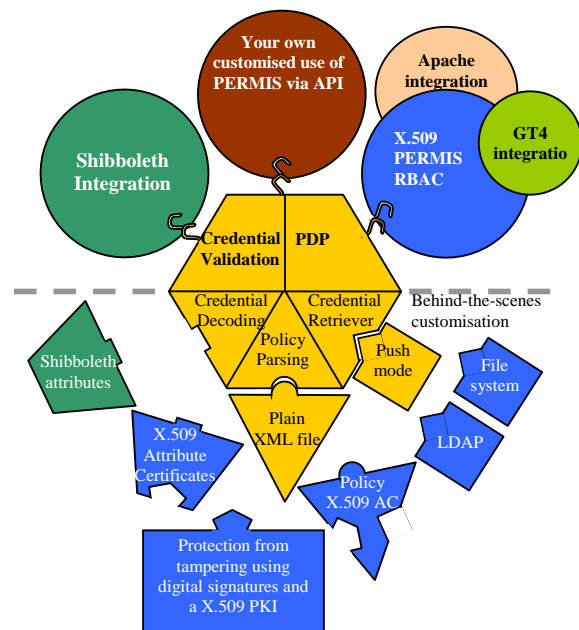 Your own
customised use of
PERMIS via API
Apache
integration
Shibboleth
Integration
X.509
PERMIS
RBAC
GT4
integratio
Credential
Validation
PDP
Credential
Decoding
Policy
Parsing
Credential
Retriever
Behind-the-scenes
customisation
Shibboleth
attributes
Push
mode
File
system
Plain
XML file
LDAP
X.509
Attribute
Certificates
Policy
X.509 AC
Protection from
tampering using
digital signatures and
a X.509 PKI